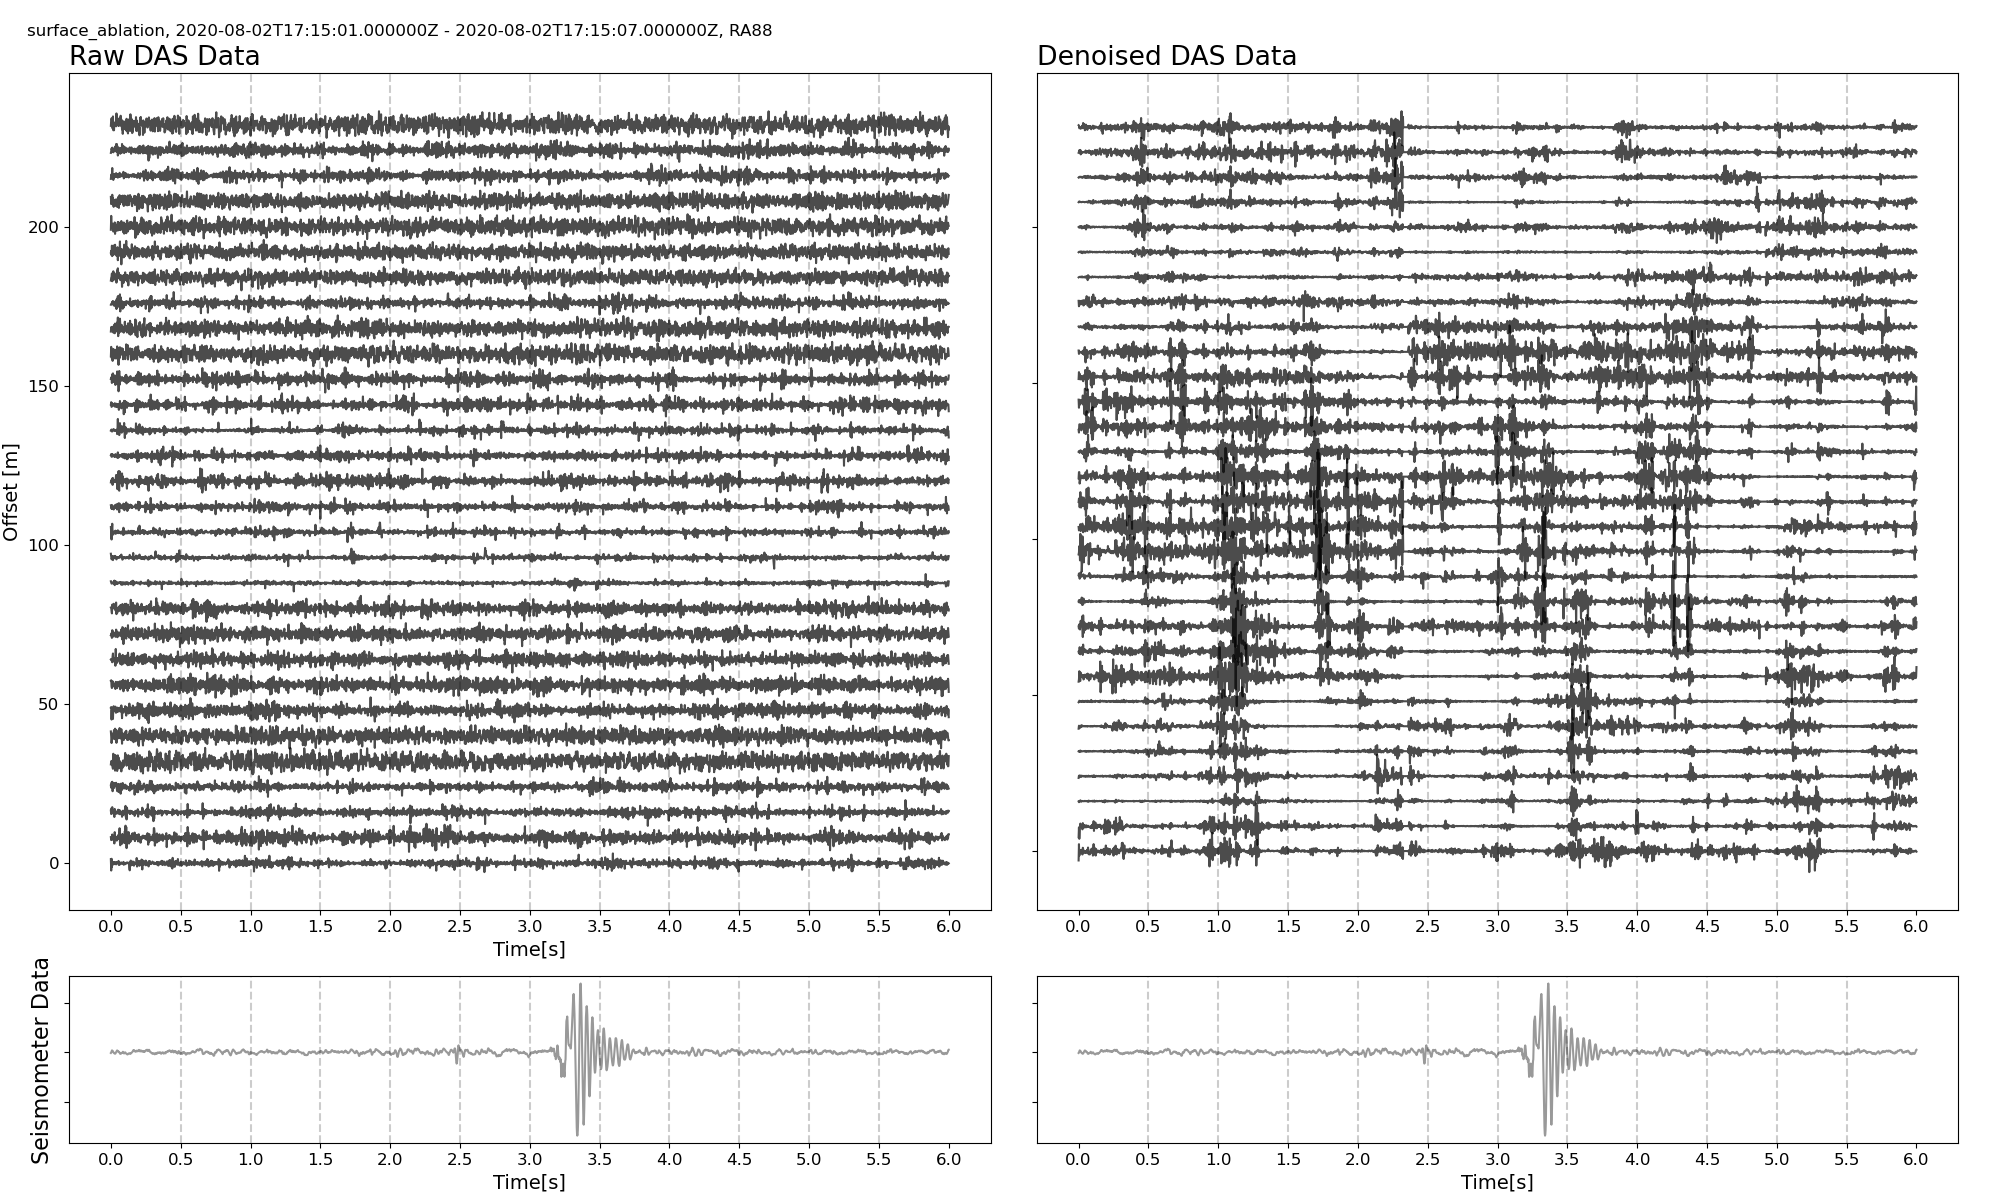 surface_ablation, 2020-08-02T17:15:01.000000Z - 2020-08-02T17:15:07.000000Z, RA88
Raw DAS Data
Denoised DAS Data
Offset [m]
200
150
100
50
0
0.0 0.5 1.0 1.5 2.0 2.5 3.0 3.5 4.0 4.5 5.0 5.5 6.0
Time[s]
0.0 0.5 1.0 1.5 2.0 2.5 3.0 3.5 4.0 4.5 5.0 5.5 6.0
Seismometer Data
0.0 0.5 1.0 1.5 2.0 2.5 3.0 3.5 4.0 4.5 5.0 5.5 6.0
Time[s]
0.0 0.5 1.0 1.5 2.0 2.5 3.0 3.5 4.0 4.5 5.0 5.5 6.0
Time[s]